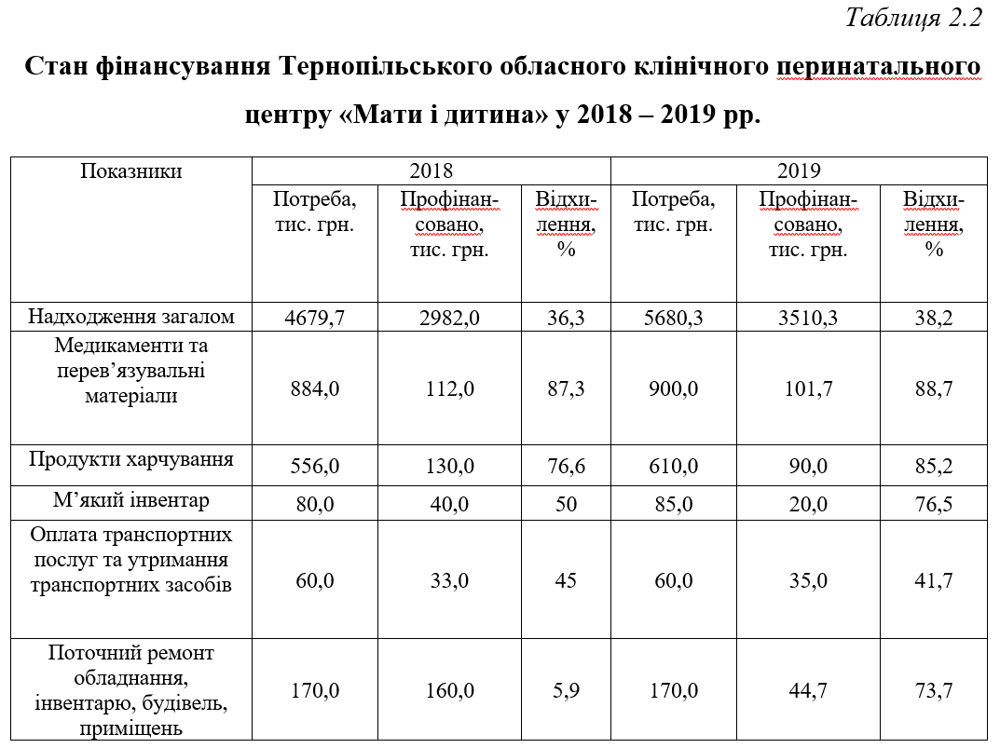 Таблиця 2.2
Стан фінансування Тернопільського обласного клінічного перинатального
центру «Мати і дитина» у 2018 – 2019 рр.
Показники 2018 2019
Потреба, Профінан- Відхи- Потреба, Профінан- Відхи-
тис. грн. совано, лення, тис. грн. совано, лення,
тис. грн. % тис. грн. %
Надходження загалом 4679,7 2982,0 36,3 5680,3 3510,3 38,2
Медикаменти та
перев’язувальні
матеріали 884,0 112,0 87,3 900,0 101,7 88,7
Продукти харчування 556,0 130,0 76,6 610,0 90,0 85,2
М’який інвентар 80,0 40,0 50 85,0 20,0 76,5
Оплата транспортних
послуг та утримання
транспортних засобів 60,0 33,0 45 60,0 35,0 41,7
Поточний ремонт
обладнання,
інвентарю, будівель, 170,0 160,0 5,9 170,0 44,7 73,7
приміщень